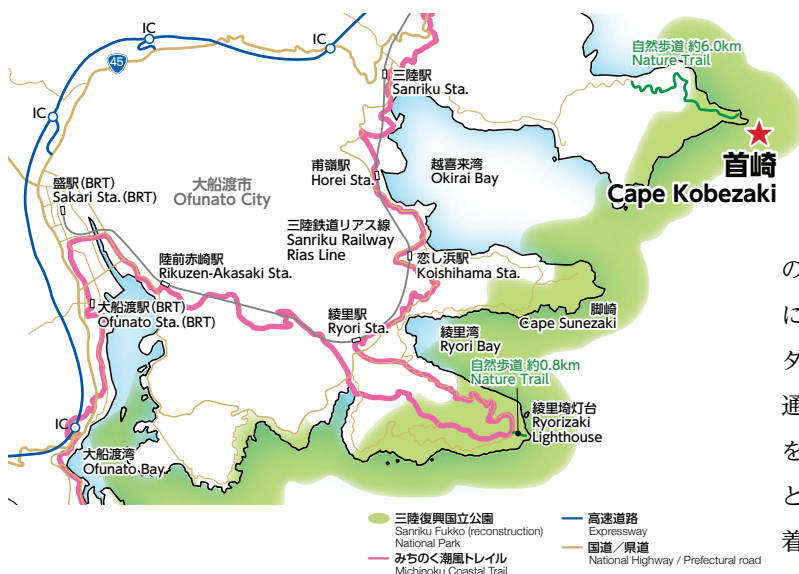 自然歩道 約6.0km
Nature Trail
IC
IC
45
IC
三陸駅
Sanriku Sta.
首崎
Cape Kobezaki
甫嶺駅
Horei Sta.
越喜来湾
Okirai Bay
盛駅(BRT)
Sakari Sta. (BRT)
大船渡市
Ofunato City
三陸鉄道リアス線
Sanriku Railway
Rias Line
恋し浜駅
Koishihama Sta.
陸前赤崎駅
Rikuzen-Akasaki Sta.
大船渡駅(BRT)
Ofunato Sta.(BRT)
綾里駅
Ryori Sta.
脚崎
Cape Sunezaki
綾里湾
Ryori Bay
自然歩道 約0.8km
Nature Trail
綾里埼灯台
Ryorizaki
Lighthouse
IC
大船渡湾
Ofunato Bay
の
に
タ
通
を
と
着
三陸復興国立公園
Sanriku Fukko (reconstruction)
National Park
みちのく潮風トレイル
Michinoku Coastal Trail
高速道路
Expressway
国道／県道
National Highway / Prefectural road